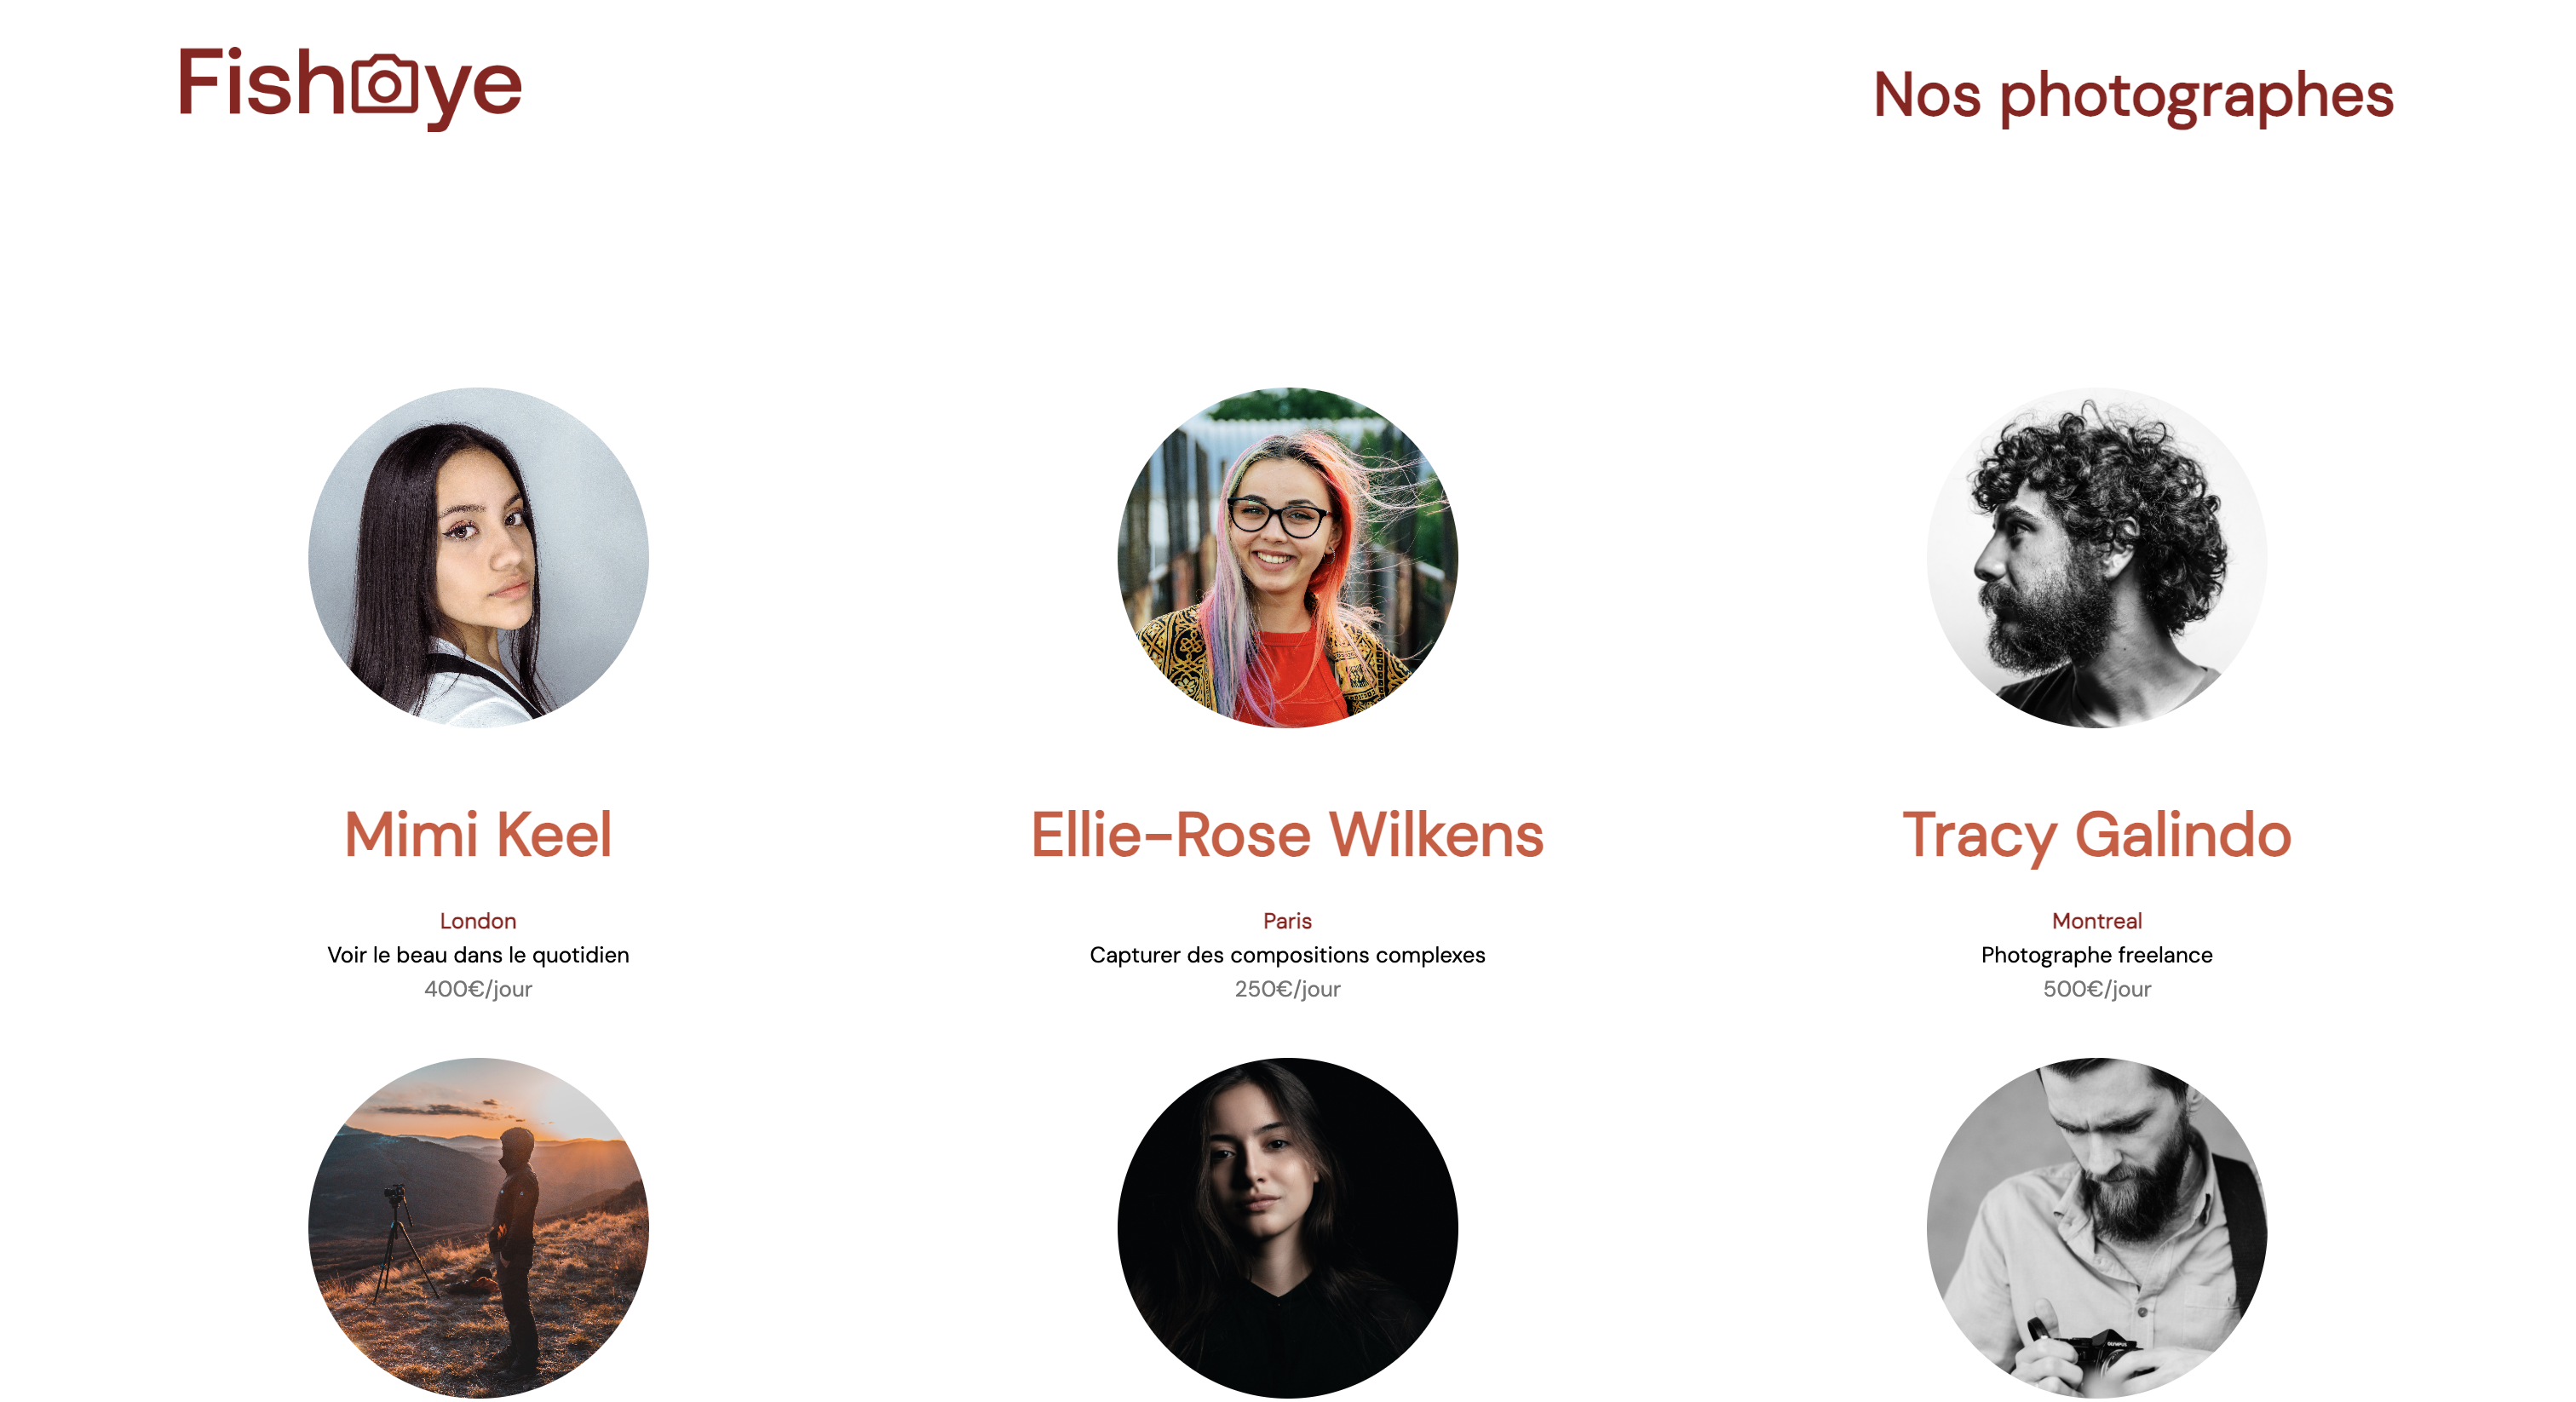 Fisheye
Nos photographes
Mimi Keel
London
Voir le beau dans le quotidien
400€/jour
Ellie-Rose Wilkens
Paris
Capturer des compositions complexes
250€/jour
Tracy Galindo
Montreal
Photographe freelance
500€/jour
OLYMPUS